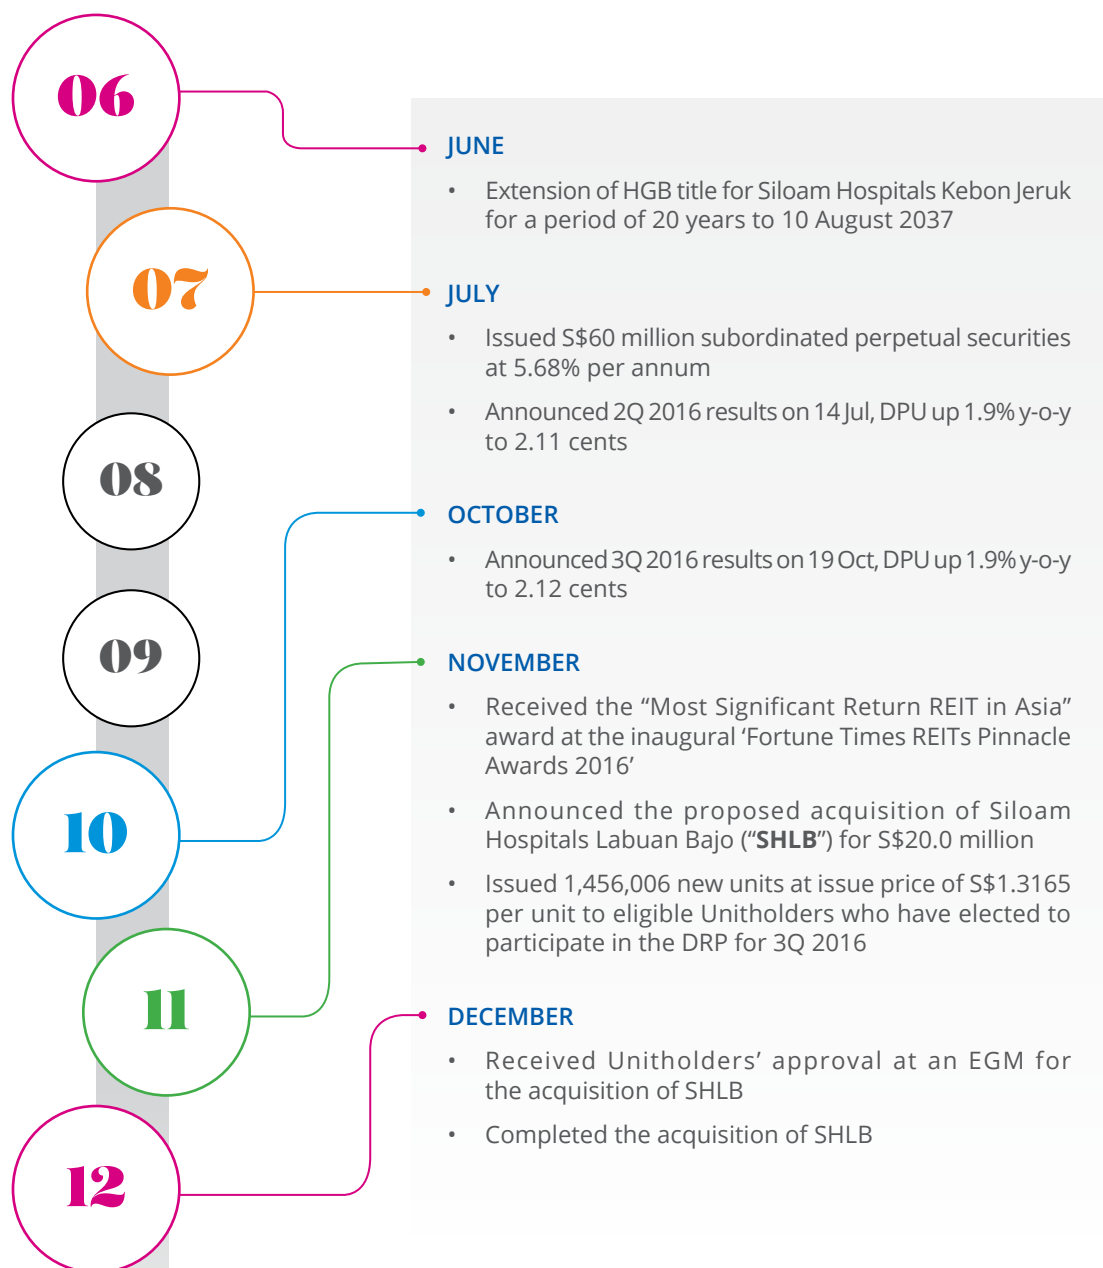 06
JUNE
• Extension of HGB title for Siloam Hospitals Kebon Jeruk
for a period of 20 years to 10 August 2037
07
JULY
• Issued S$60 million subordinated perpetual securities
at 5.68% per annum
• Announced 2Q 2016 results on 14 Jul, DPU up 1.9% y-o-y
to 2.11 cents
08
OCTOBER
• Announced 3Q 2016 results on 19 Oct, DPU up 1.9% y-o-y
to 2.12 cents
09
NOVEMBER
• Received the “Most Significant Return REIT in Asia”
award at the inaugural ‘Fortune Times REITs Pinnacle
Awards 2016’
10
• Announced the proposed acquisition of Siloam
Hospitals Labuan Bajo (“SHLB”) for S$20.0 million
• Issued 1,456,006 new units at issue price of S$1.3165
per unit to eligible Unitholders who have elected to
participate in the DRP for 3Q 2016
11
DECEMBER
• Received Unitholders’ approval at an EGM for
the acquisition of SHLB
• Completed the acquisition of SHLB
12